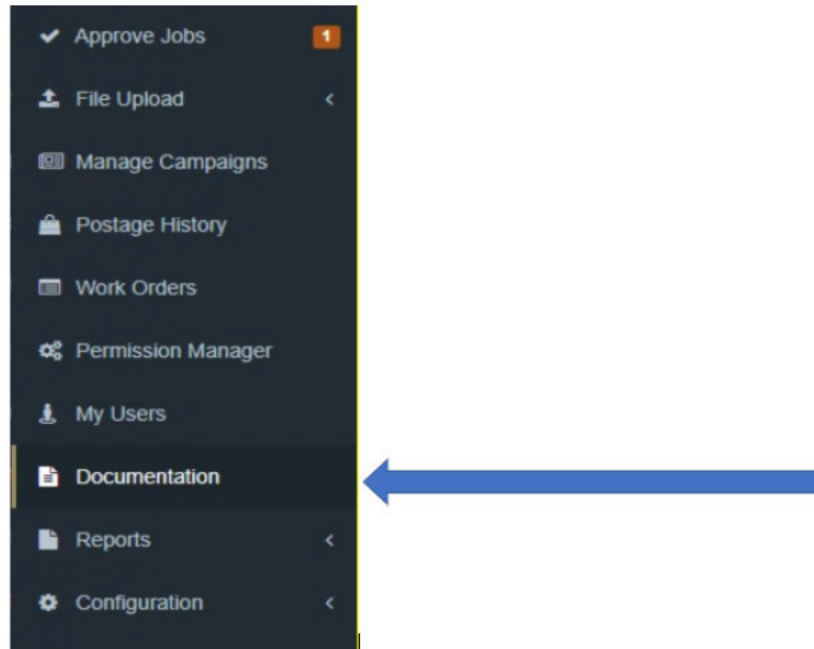 Approve Jobs 1
File Upload
Manage Campaigns
Postage History
Work Orders
Permission Manager
My Users
Documentation
Reports
Configuration